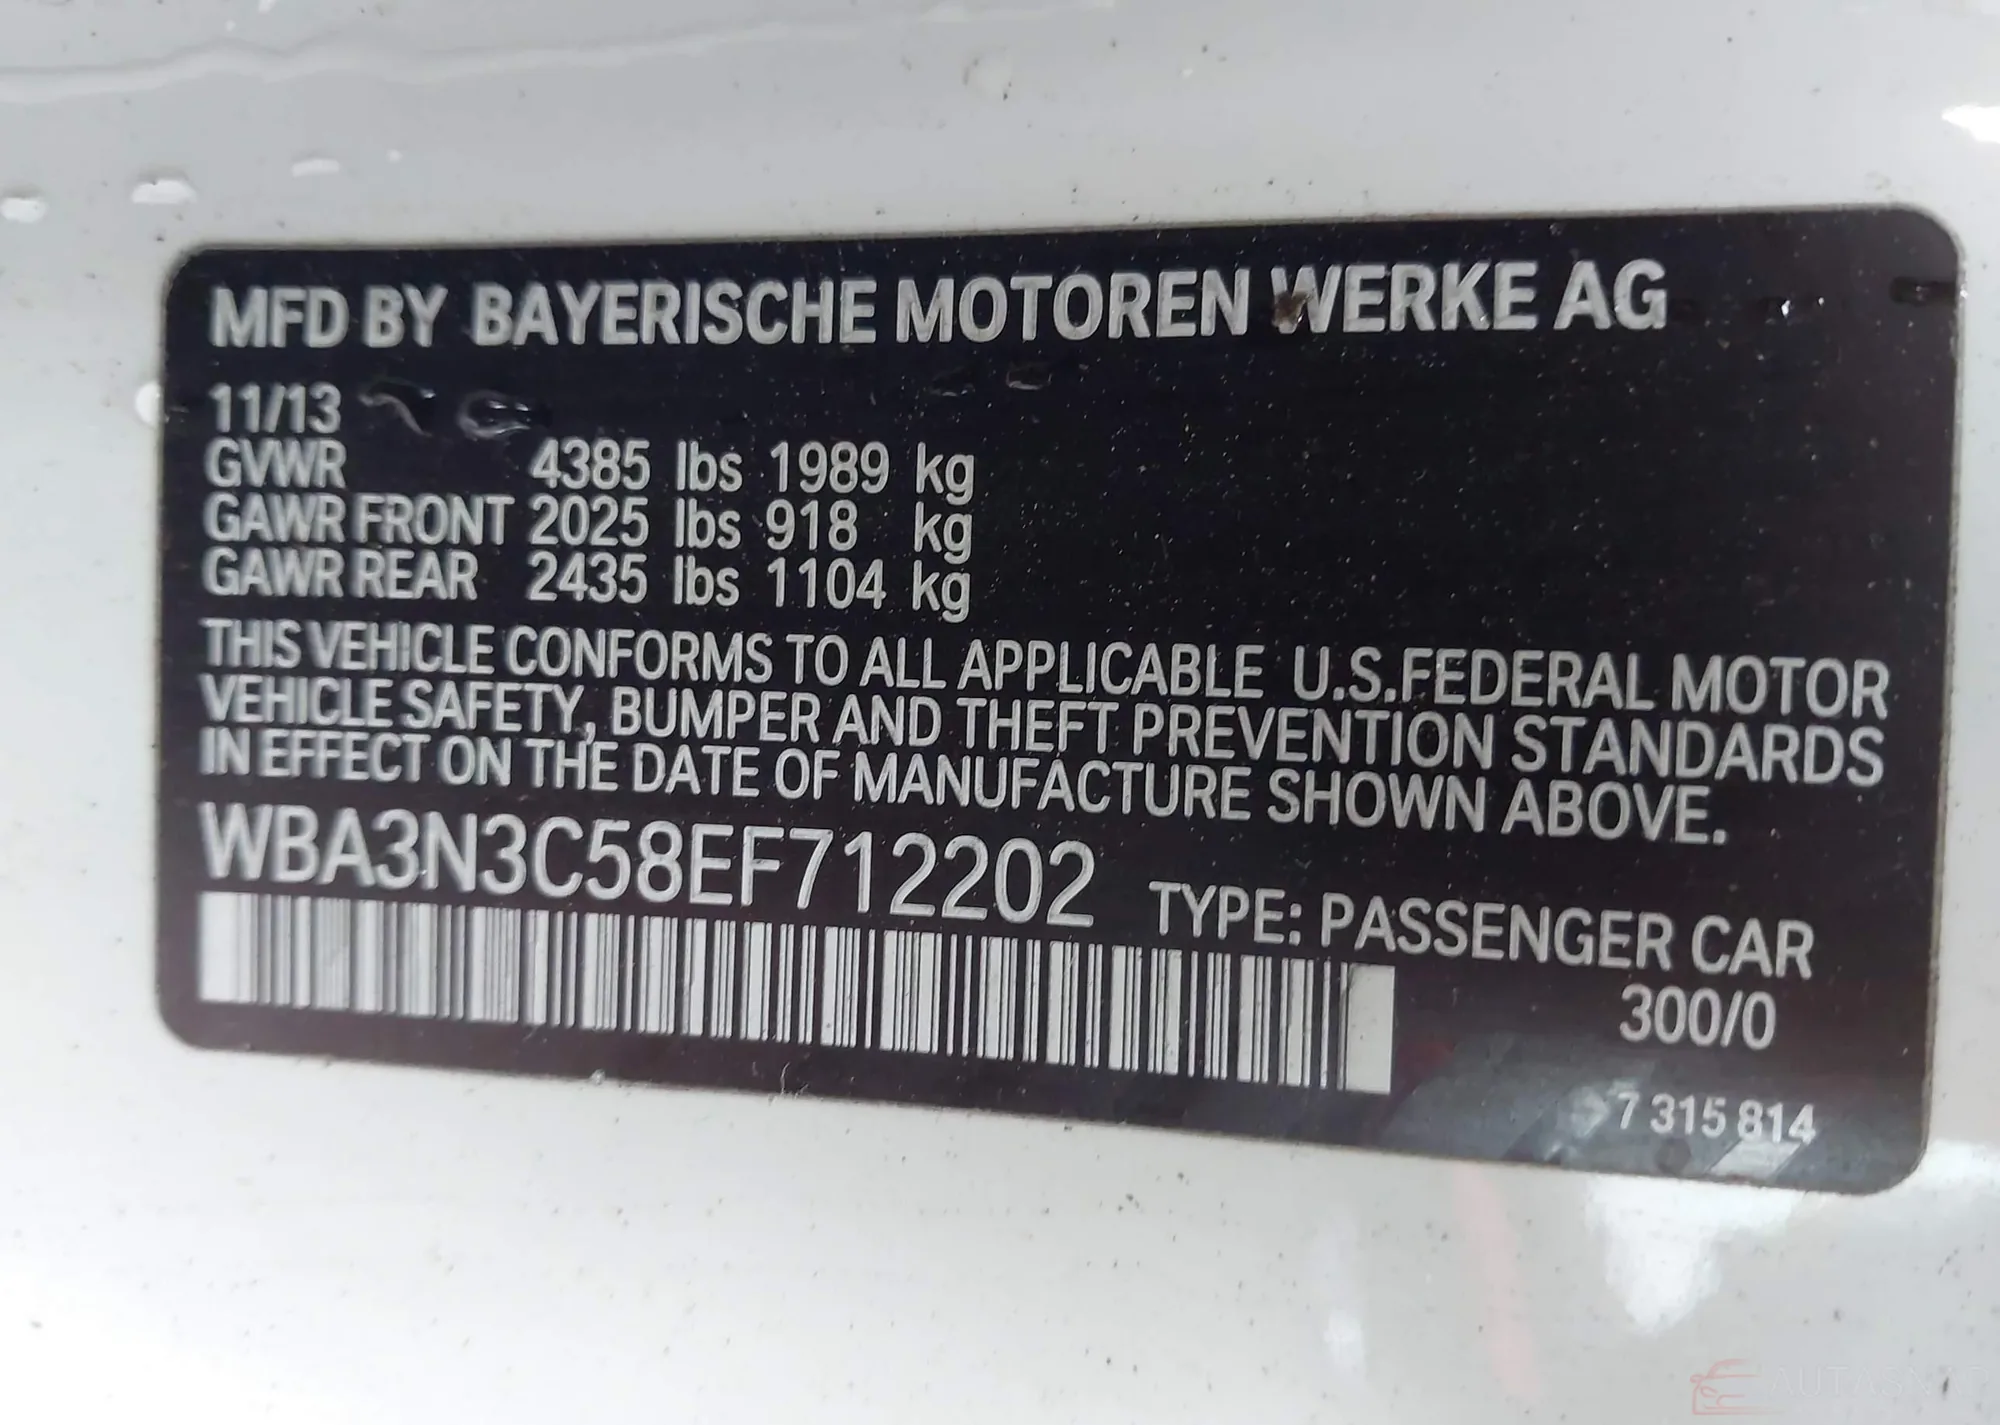 MFD BY BAYERISCHE MOTOREN WERKE AG
11/13
GVWR 4385 lbs 1989 kg
GAWR FRONT 2025 lbs 918 kg
GAWR REAR 2435 lbs 1104 kg
THIS VEHICLE CONFORMS TO ALL APPLICABLE U.S.FEDERAL MOTOR
VEHICLE SAFETY, BUMPER AND THEFT PREVENTION STANDARDS
IN EFFECT ON THE DATE OF MANUFACTURE SHOWN ABOVE.
WBA3N3C58EF712202
TYPE: PASSENGER CAR
300/0
7 315 814